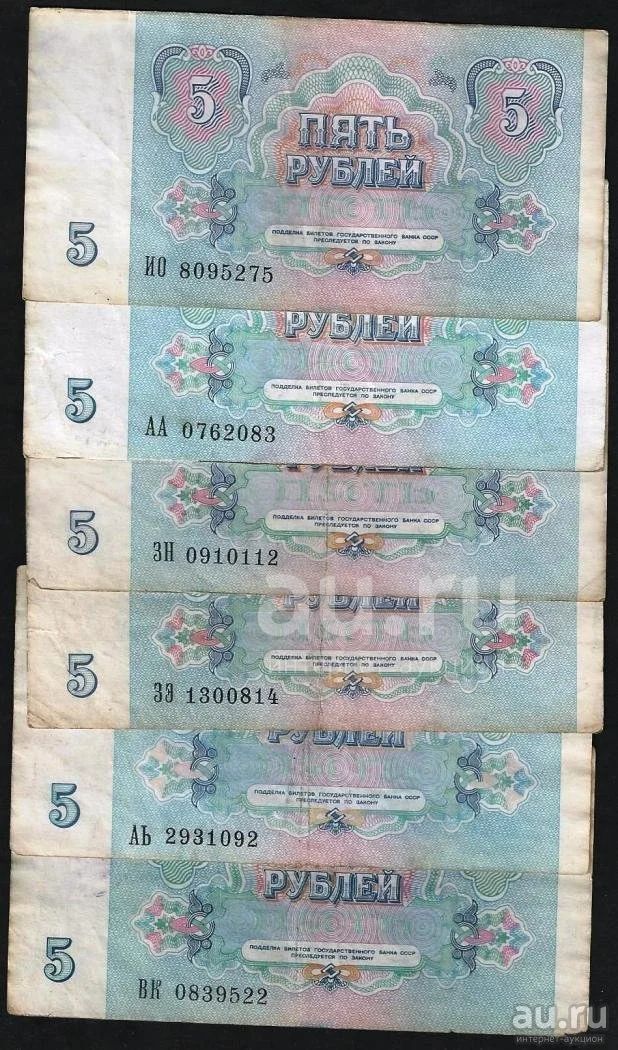 5 5
ПЯТЬ
РУБЛЕЙ
ПОДДЕЛКА БИЛЕТОВ ГОСУДАРСТВЕННОГО БАНКА СССР
ПРЕСЛЕДУЕТСЯ ПО ЗАКОНУ
5
ИО 8095275
РУБЛЕЙ
ПОДДЕЛКА БИЛЕТОВ ГОСУДАРСТВЕННОГО БАНКА СССР
ПРЕСЛЕДУЕТСЯ ПО ЗАКОНУ
5
АА 0762083
РУБЛЕЙ
ПОДДЕЛКА БИЛЕТОВ ГОСУДАРСТВЕННОГО БАНКА СССР
ПРЕСЛЕДУЕТСЯ ПО ЗАКОНУ
5
ЗН 0910112
au.ru
РУБЛЕЙ
ПОДДЕЛКА БИЛЕТОВ ГОСУДАРСТВЕННОГО БАНКА СССР
ПРЕСЛЕДУЕТСЯ ПО ЗАКОНУ
5
ЗЭ 1300814
РУБЛЕЙ
ПОДДЕЛКА БИЛЕТОВ ГОСУДАРСТВЕННОГО БАНКА СССР
ПРЕСЛЕДУЕТСЯ ПО ЗАКОНУ
5
АЬ 2931092
РУБЛЕЙ
ПОДДЕЛКА БИЛЕТОВ ГОСУДАРСТВЕННОГО БАНКА СССР
ПРЕСЛЕДУЕТСЯ ПО ЗАКОНУ
5
ВК 0839522
au.ru
интернет-аукцион